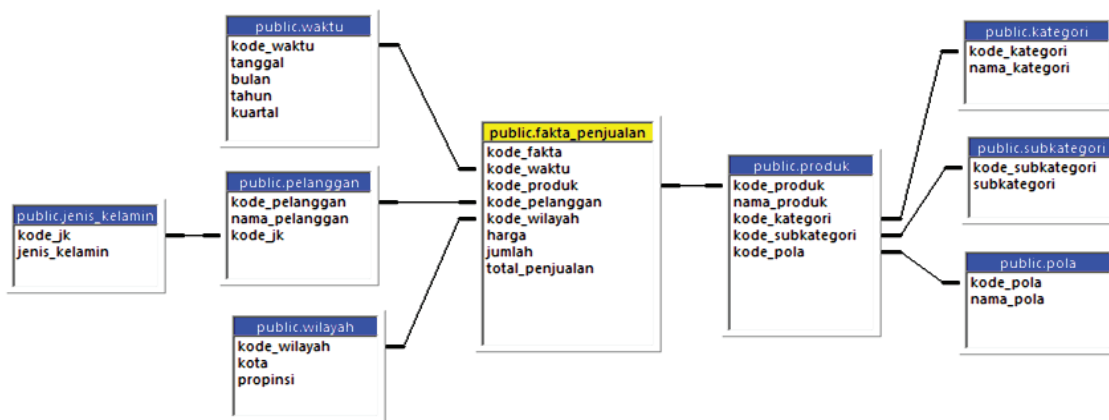 public.waktu
kode_waktu
tanggal
bulan
tahun
kuartal
public.jenis_kelamin
kode_jk
jenis_kelamin
public.pelanggan
kode_pelanggan
nama_pelanggan
kode_jk
public.wilayah
kode_wilayah
kota
propinsi
public.fakta_penjualan
kode_fakta
kode_waktu
kode_produk
kode_pelanggan
kode_wilayah
harga
jumlah
total_penjualan
public.produk
kode_produk
nama_produk
kode_kategori
kode_subkategori
kode_pola
public.kategori
kode_kategori
nama_kategori
public.subkategori
kode_subkategori
subkategori
public.pola
kode_pola
nama_pola